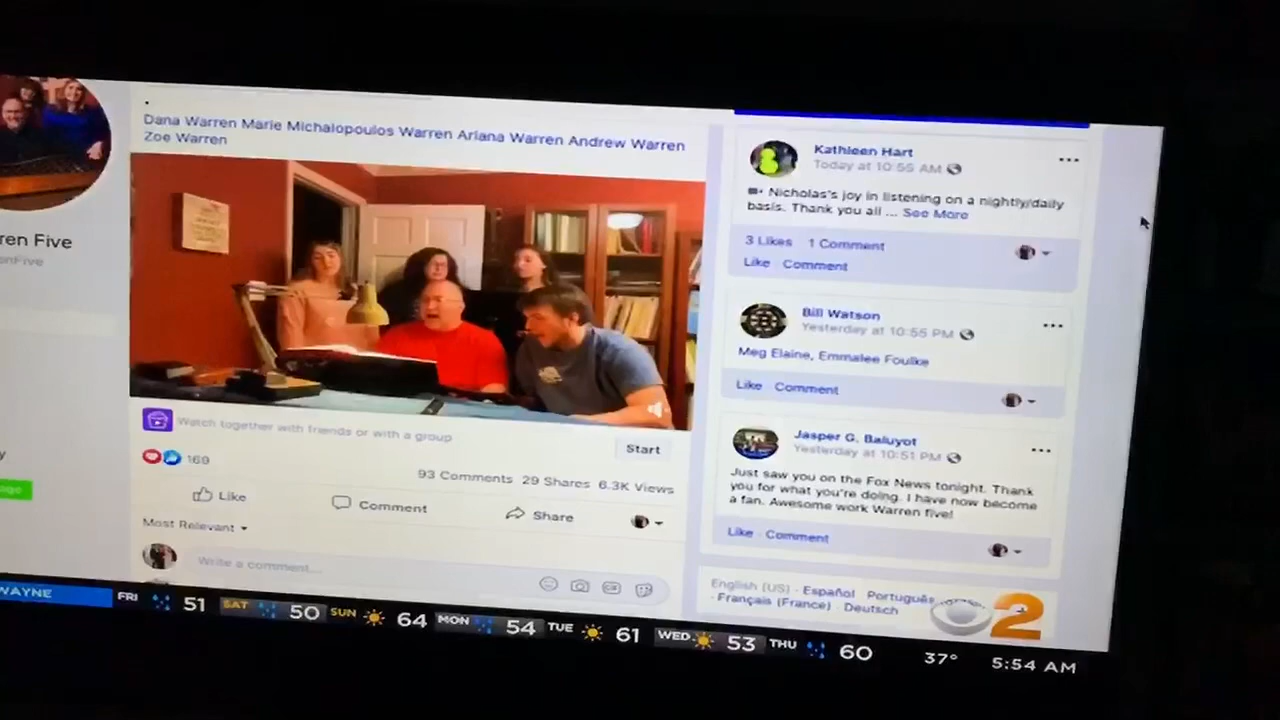 Dana Warren Marie Michalopoulos Warren Ariana Warren Andrew Warren
Zoe Warren
ren Five
onFive
y
Watch together with friends or with a group
Start
169
93 Comments 29 Shares 6.3K Views
Like
Comment
Share
Most Relevant
Write a comment...
Kathleen Hart
Today at 10:55 AM
Nicholas's joy in listening on a nightly/daily
basis. Thank you all ... See More
3 Likes 1 Comment
Like · Comment
Bill Watson
Yesterday at 10:55 PM
Meg Elaine, Emmalee Foulke
Like · Comment
Jasper G. Baluyot
Yesterday at 10:51 PM
Just saw you on the Fox News tonight. Thank
you for what you're doing. I have now become
a fan. Awesome work Warren five!
Like · Comment
English (US) · Español · Português
· Français (France) · Deutsch
2
WAYNE
FRI 51 SAT 50 SUN 64 MON 54 TUE 61 WED 53 THU 60 37° 5:54 AM